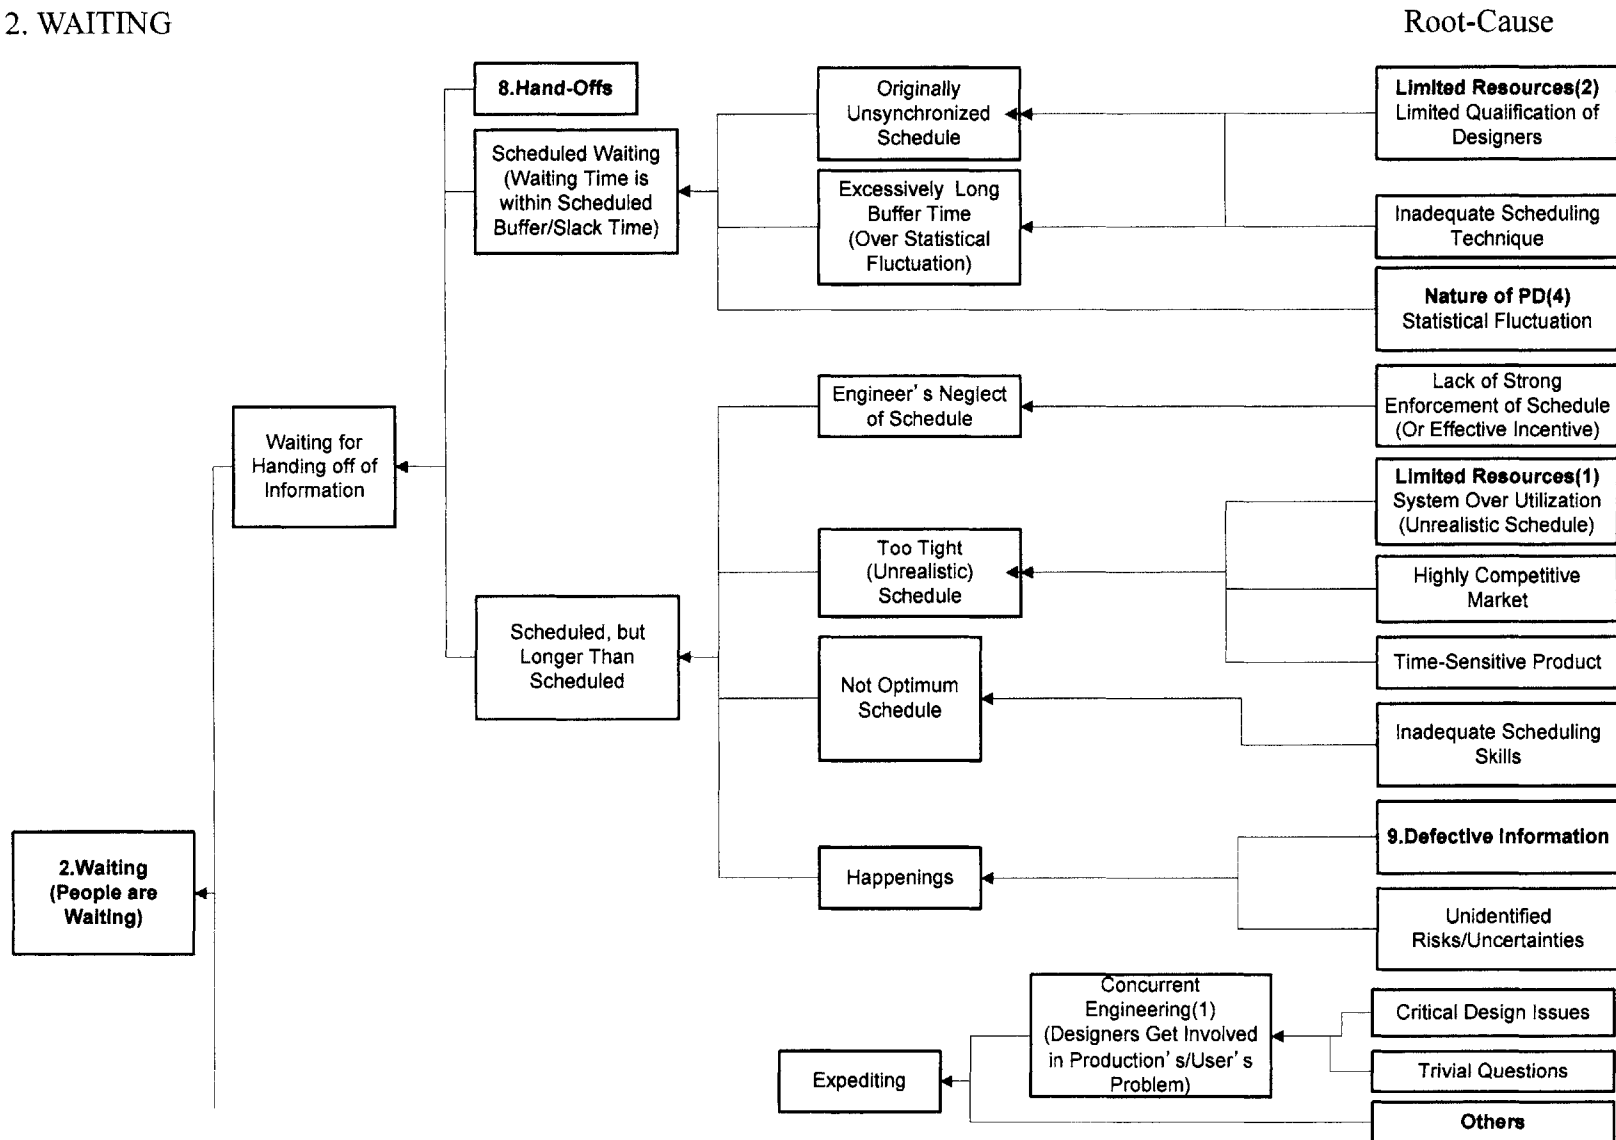 2. WAITING
Root-Cause
8.Hand-Offs
Scheduled Waiting
(Waiting Time is
within Scheduled
Buffer/Slack Time)
Originally
Unsynchronized
Schedule
Excessively Long
Buffer Time
(Over Statistical
Fluctuation)
Limited Resources(2)
Limited Qualification of
Designers
Inadequate Scheduling
Technique
Nature of PD(4)
Statistical Fluctuation
Waiting for
Handing off of
Information
Engineer's Neglect
of Schedule
Lack of Strong
Enforcement of Schedule
(Or Effective Incentive)
Limited Resources(1)
System Over Utilization
(Unrealistic Schedule)
Too Tight
(Unrealistic)
Schedule
Highly Competitive
Market
Time-Sensitive Product
Scheduled, but
Longer Than
Scheduled
Not Optimum
Schedule
Inadequate Scheduling
Skills
2.Waiting
(People are
Waiting)
Happenings
9.Defective Information
Unidentified
Risks/Uncertainties
Expediting
Concurrent
Engineering(1)
(Designers Get Involved
in Production's/User's
Problem)
Critical Design Issues
Trivial Questions
Others